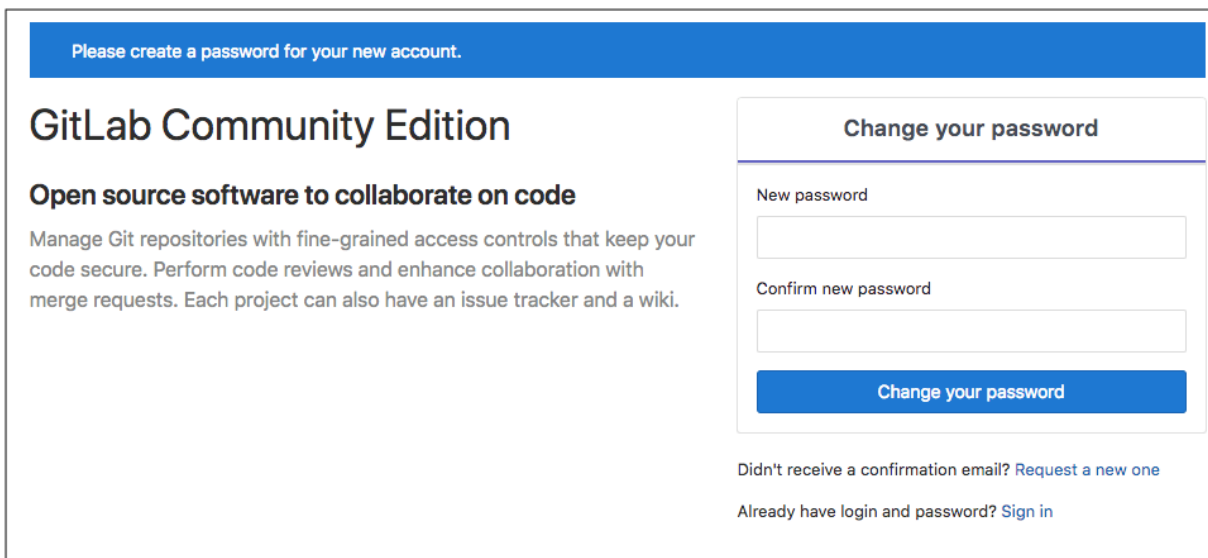 Please create a password for your new account.
GitLab Community Edition
Open source software to collaborate on code
Manage Git repositories with fine-grained access controls that keep your
code secure. Perform code reviews and enhance collaboration with
merge requests. Each project can also have an issue tracker and a wiki.
Change your password
New password
Confirm new password
Change your password
Didn't receive a confirmation email? Request a new one
Already have login and password? Sign in